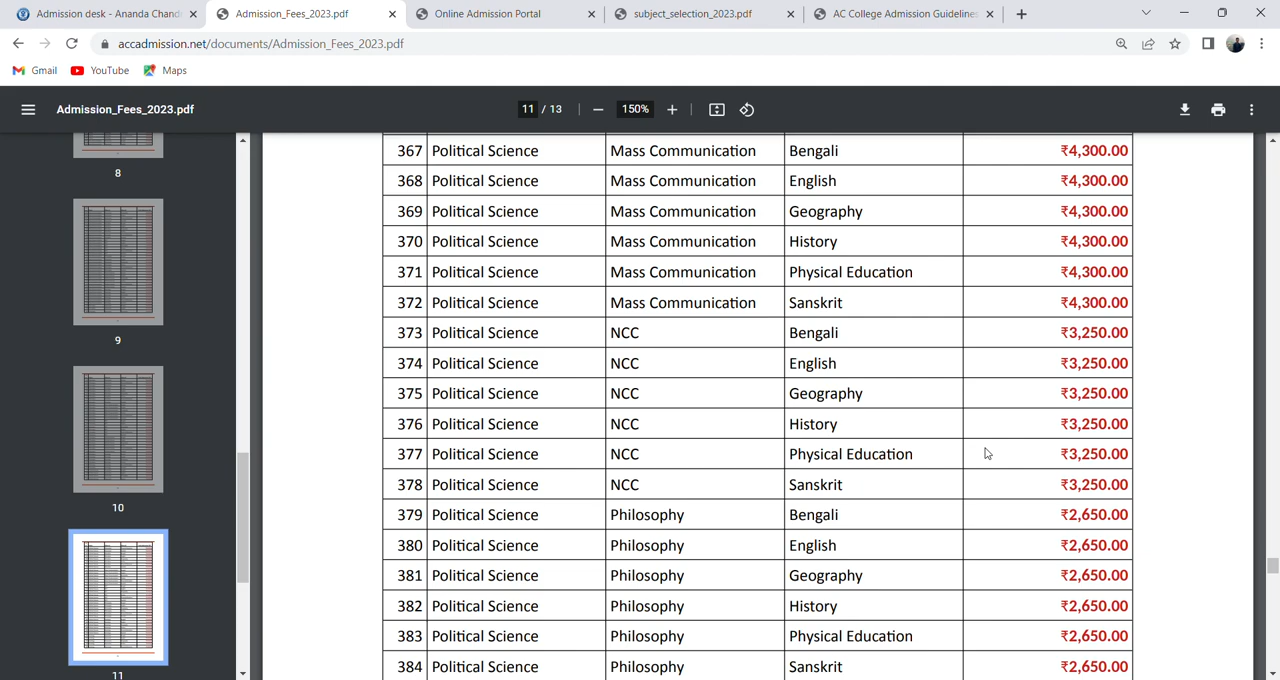 Admission desk - Ananda Chand
Admission_Fees_2023.pdf
Online Admission Portal
subject_selection_2023.pdf
AC College Admission Guidelines
accadmission.net/documents/Admission_Fees_2023.pdf
Gmail YouTube Maps
Admission_Fees_2023.pdf 11 / 13 150%
8
9
10
11
367 Political Science Mass Communication Bengali ₹4,300.00
368 Political Science Mass Communication English ₹4,300.00
369 Political Science Mass Communication Geography ₹4,300.00
370 Political Science Mass Communication History ₹4,300.00
371 Political Science Mass Communication Physical Education ₹4,300.00
372 Political Science Mass Communication Sanskrit ₹4,300.00
373 Political Science NCC Bengali ₹3,250.00
374 Political Science NCC English ₹3,250.00
375 Political Science NCC Geography ₹3,250.00
376 Political Science NCC History ₹3,250.00
377 Political Science NCC Physical Education ₹3,250.00
378 Political Science NCC Sanskrit ₹3,250.00
379 Political Science Philosophy Bengali ₹2,650.00
380 Political Science Philosophy English ₹2,650.00
381 Political Science Philosophy Geography ₹2,650.00
382 Political Science Philosophy History ₹2,650.00
383 Political Science Philosophy Physical Education ₹2,650.00
384 Political Science Philosophy Sanskrit ₹2,650.00